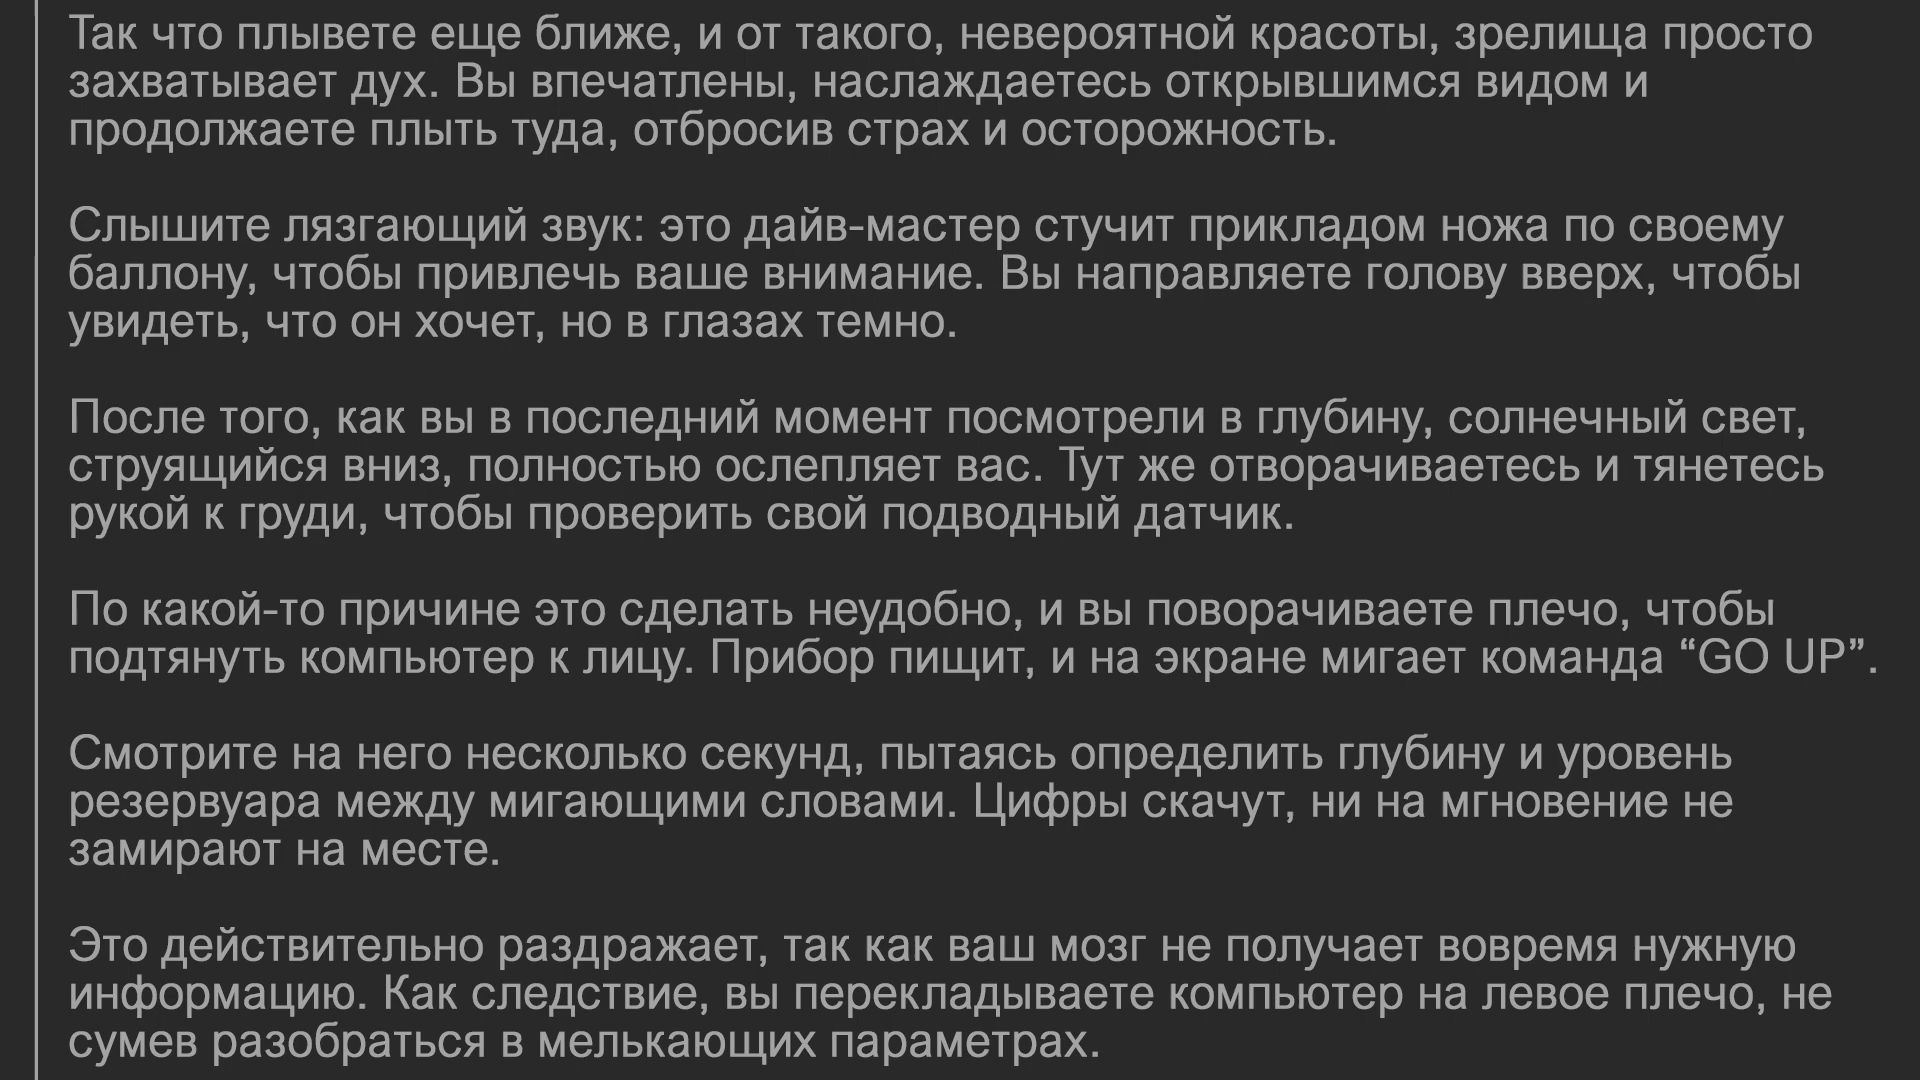 Так что плывете еще ближе, и от такого, невероятной красоты, зрелища просто
захватывает дух. Вы впечатлены, наслаждаетесь открывшимся видом и
продолжаете плыть туда, отбросив страх и осторожность.
Слышите лязгающий звук: это дайв-мастер стучит прикладом ножа по своему
баллону, чтобы привлечь ваше внимание. Вы направляете голову вверх, чтобы
увидеть, что он хочет, но в глазах темно.
После того, как вы в последний момент посмотрели в глубину, солнечный свет,
струящийся вниз, полностью ослепляет вас. Тут же отворачиваетесь и тянетесь
рукой к груди, чтобы проверить свой подводный датчик.
По какой-то причине это сделать неудобно, и вы поворачиваете плечо, чтобы
подтянуть компьютер к лицу. Прибор пищит, и на экране мигает команда “GO UP”.
Смотрите на него несколько секунд, пытаясь определить глубину и уровень
резервуара между мигающими словами. Цифры скачут, ни на мгновение не
замирают на месте.
Это действительно раздражает, так как ваш мозг не получает вовремя нужную
информацию. Как следствие, вы перекладываете компьютер на левое плечо, не
сумев разобраться в мелькающих параметрах.